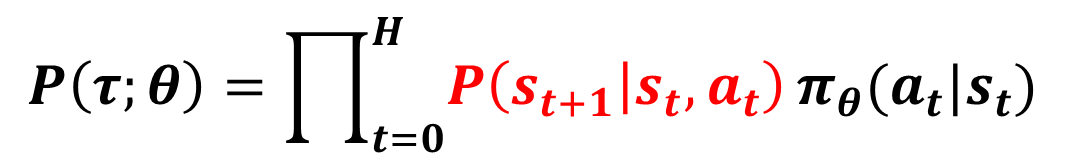 P(τ; θ) = ∏_{t=0}^{H} P(s_{t+1}|s_t, a_t) π_θ(a_t|s_t)